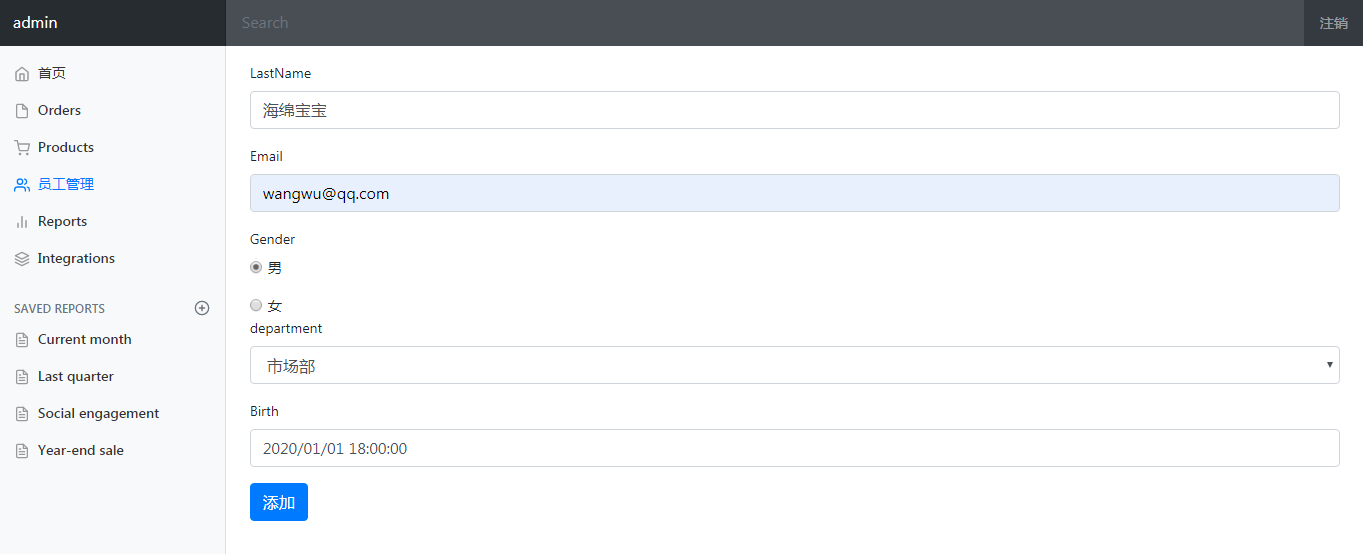 admin
Search
注销
首页
Orders
Products
员工管理
Reports
Integrations
SAVED REPORTS
Current month
Last quarter
Social engagement
Year-end sale
LastName
海绵宝宝
Email
wangwu@qq.com
Gender
男
女
department
市场部
Birth
2020/01/01 18:00:00
添加